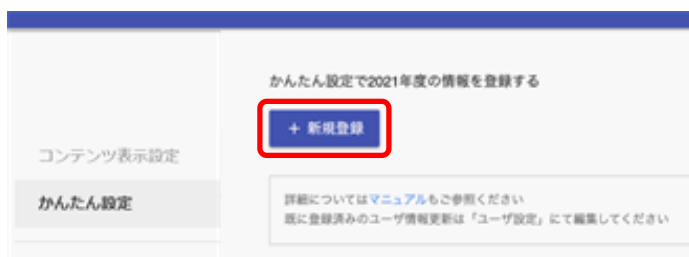 かんたん設定で2021年度の情報を登録する
+ 新規登録
コンテンツ表示設定
かんたん設定
詳細についてはマニュアルもご参照ください
既に登録済みのユーザ情報更新は「ユーザ設定」にて編集してください